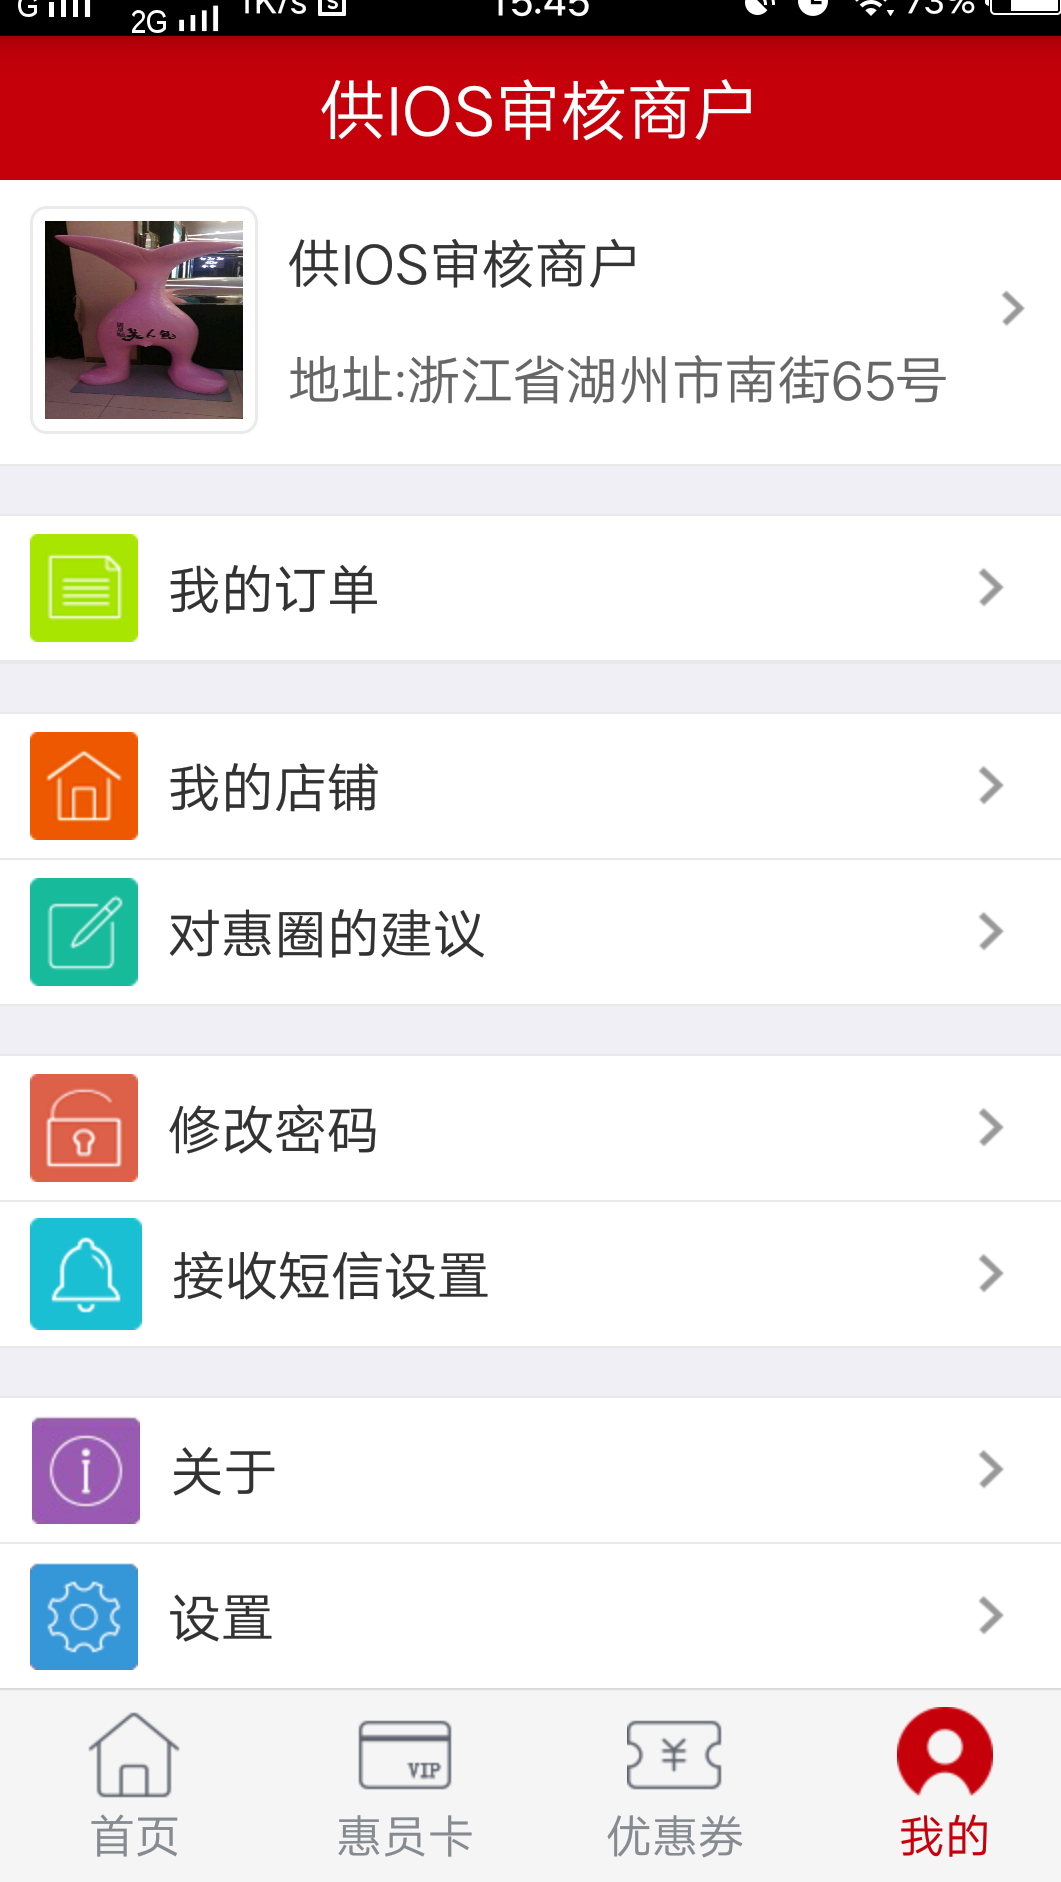 G 2G 1K/s 15:45 73%
供IOS审核商户
供IOS审核商户
地址:浙江省湖州市南街65号
美人鱼
我的订单
我的店铺
对惠圈的建议
修改密码
接收短信设置
关于
设置
VIP
¥
首页 惠员卡 优惠券 我的